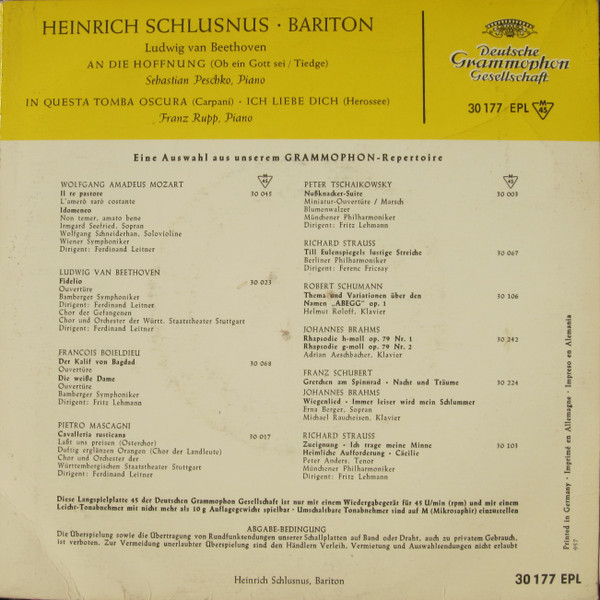 HEINRICH SCHLUSNUS · BARITON
Ludwig van Beethoven
AN DIE HOFFNUNG (Ob ein Gott sei / Tiedge)
Sebastian Peschko, Piano
IN QUESTA TOMBA OSCURA (Carpani) · ICH LIEBE DICH (Herossee)
Franz Rupp, Piano
Deutsche
Grammophon
Gesellschaft
30 177 EPL M 45
Eine Auswahl aus unserem GRAMMOPHON-Repertoire
M 45
WOLFGANG AMADEUS MOZART
Il re pastore 30 045
L'amerò sarò costante
Idomeneo
Non temer, amato bene
Irmgard Seefried, Sopran
Wolfgang Schneiderhan, Solovioline
Wiener Symphoniker
Dirigent: Ferdinand Leitner
LUDWIG VAN BEETHOVEN
Fidelio 30 023
Ouvertüre
Bamberger Symphoniker
Dirigent: Ferdinand Leitner
Chor der Gefangenen
Chor und Orchester der Württ. Staatstheater Stuttgart
Dirigent: Ferdinand Leitner
FRANCOIS BOIELDIEU
Der Kalif von Bagdad 30 068
Ouvertüre
Die weiße Dame
Ouvertüre
Bamberger Symphoniker
Dirigent: Fritz Lehmann
PIETRO MASCAGNI
Cavalleria rusticana 30 017
Laßt uns preisen (Osterchor)
Duftig erglänzen Orangen (Chor der Landleute)
Chor und Orchester der
Württembergischen Staatstheater Stuttgart
Dirigent: Ferdinand Leitner
M 45
PETER TSCHAIKOWSKY
Nußknacker-Suite 30 003
Miniatur-Ouvertüre / Marsch
Blumenwalzer
Münchner Philharmoniker
Dirigent: Fritz Lehmann
RICHARD STRAUSS
Till Eulenspiegels lustige Streiche 30 067
Berliner Philharmoniker
Dirigent: Ferenc Fricsay
ROBERT SCHUMANN
Thema und Variationen über den 30 106
Namen „ABEGG" op. 1
Helmut Roloff, Klavier
JOHANNES BRAHMS
Rhapsodie h-moll op. 79 Nr. 1 30 242
Rhapsodie g-moll op. 79 Nr. 2
Adrian Aeschbacher, Klavier
FRANZ SCHUBERT
Gretchen am Spinnrad · Nacht und Träume 30 224
JOHANNES BRAHMS
Wiegenlied · Immer leiser wird mein Schlummer
Erna Berger, Sopran
Michael Raucheisen, Klavier
RICHARD STRAUSS
Zueignung · Ich trage meine Minne 30 103
Heimliche Aufforderung · Cäcilie
Peter Anders, Tenor
Münchner Philharmoniker
Dirigent: Fritz Lehmann
Diese Langspielplatte 45 der Deutschen Grammophon Gesellschaft ist nur mit einem Wiedergabegerät für 45 U/min (rpm) und mit einem
Leicht-Tonabnehmer mit nicht mehr als 10 g Auflagegewicht spielbar · Umschaltbare Tonabnehmer sind auf M (Mikrosaphir) einzustellen
ABGABE-BEDINGUNG
Die Überspielung sowie die Übertragung von Rundfunksendungen unserer Schallplatten auf Band oder Draht, auch zu privatem Gebrauch,
ist verboten. Zur Vermeidung unerlaubter Überspielung sind den Händlern Verleih, Vermietung und Auswahlsendungen nicht erlaubt
Printed in Germany · Imprimé en Allemagne · Impreso en Alemania
Heinrich Schlusnus, Bariton
30 177 EPL